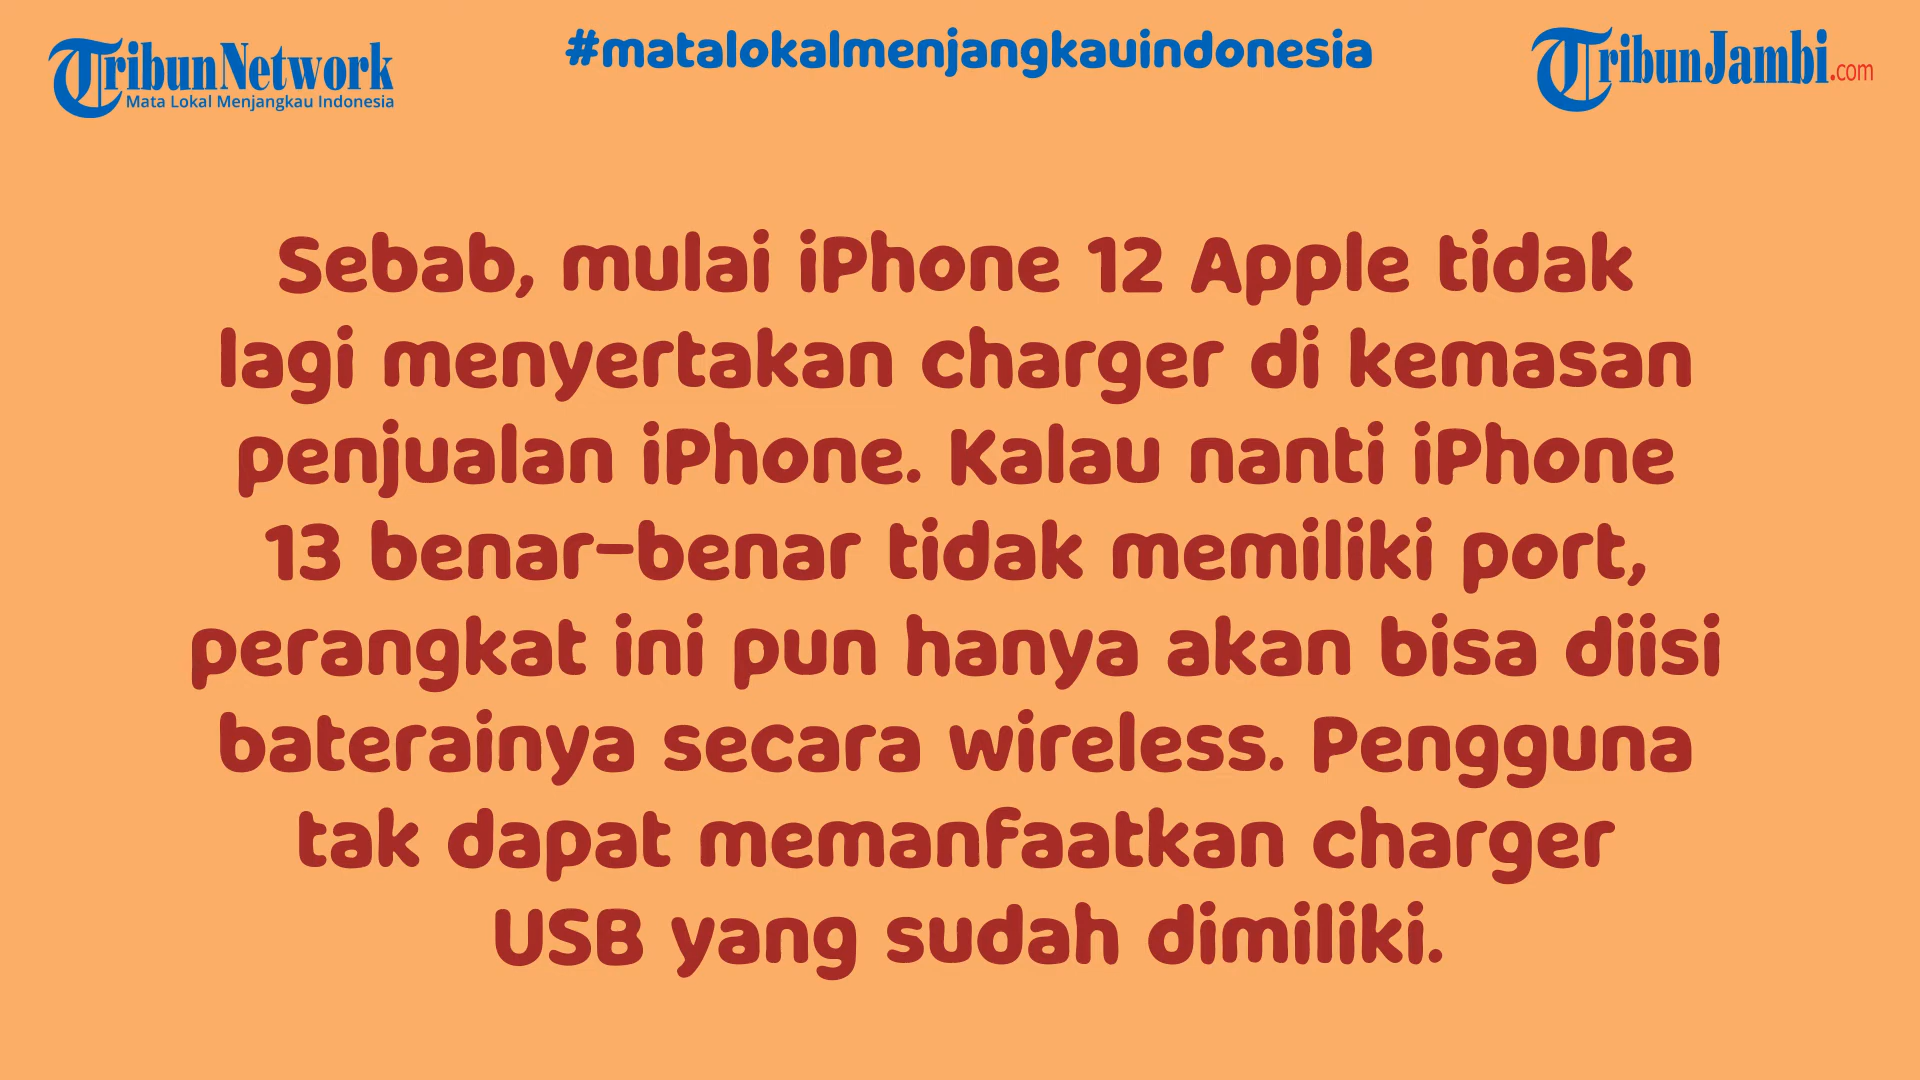 TribunNetwork
Mata Lokal Menjangkau Indonesia
#matalokalmenjangkauindonesia
TribunJambi.com
Sebab, mulai iPhone 12 Apple tidak
lagi menyertakan charger di kemasan
penjualan iPhone. Kalau nanti iPhone
13 benar-benar tidak memiliki port,
perangkat ini pun hanya akan bisa diisi
baterainya secara wireless. Pengguna
tak dapat memanfaatkan charger
USB yang sudah dimiliki.